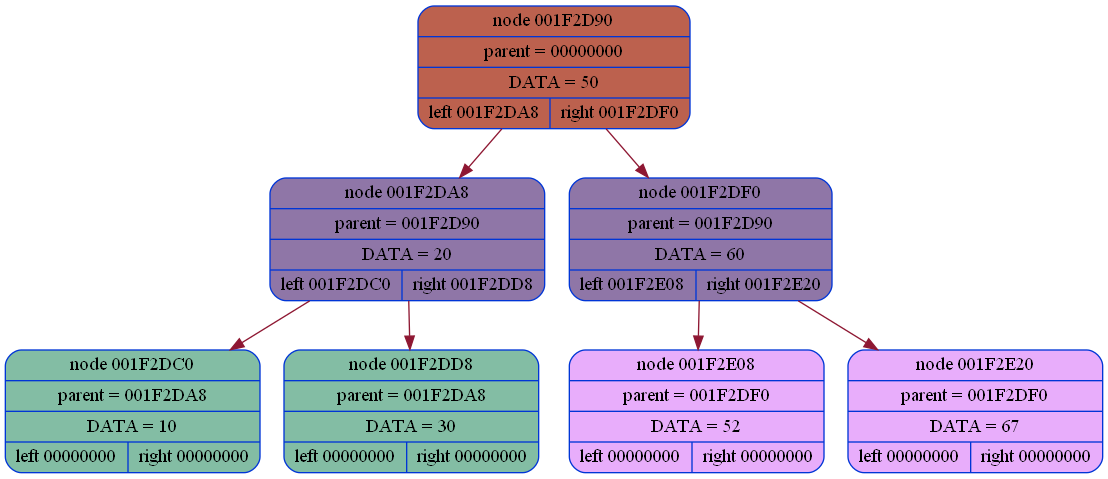 node 001F2D90
parent = 00000000
DATA = 50
left 001F2DA8 right 001F2DF0
node 001F2DA8
parent = 001F2D90
DATA = 20
left 001F2DC0 right 001F2DD8
node 001F2DF0
parent = 001F2D90
DATA = 60
left 001F2E08 right 001F2E20
node 001F2DC0
parent = 001F2DA8
DATA = 10
left 00000000 right 00000000
node 001F2DD8
parent = 001F2DA8
DATA = 30
left 00000000 right 00000000
node 001F2E08
parent = 001F2DF0
DATA = 52
left 00000000 right 00000000
node 001F2E20
parent = 001F2DF0
DATA = 67
left 00000000 right 00000000